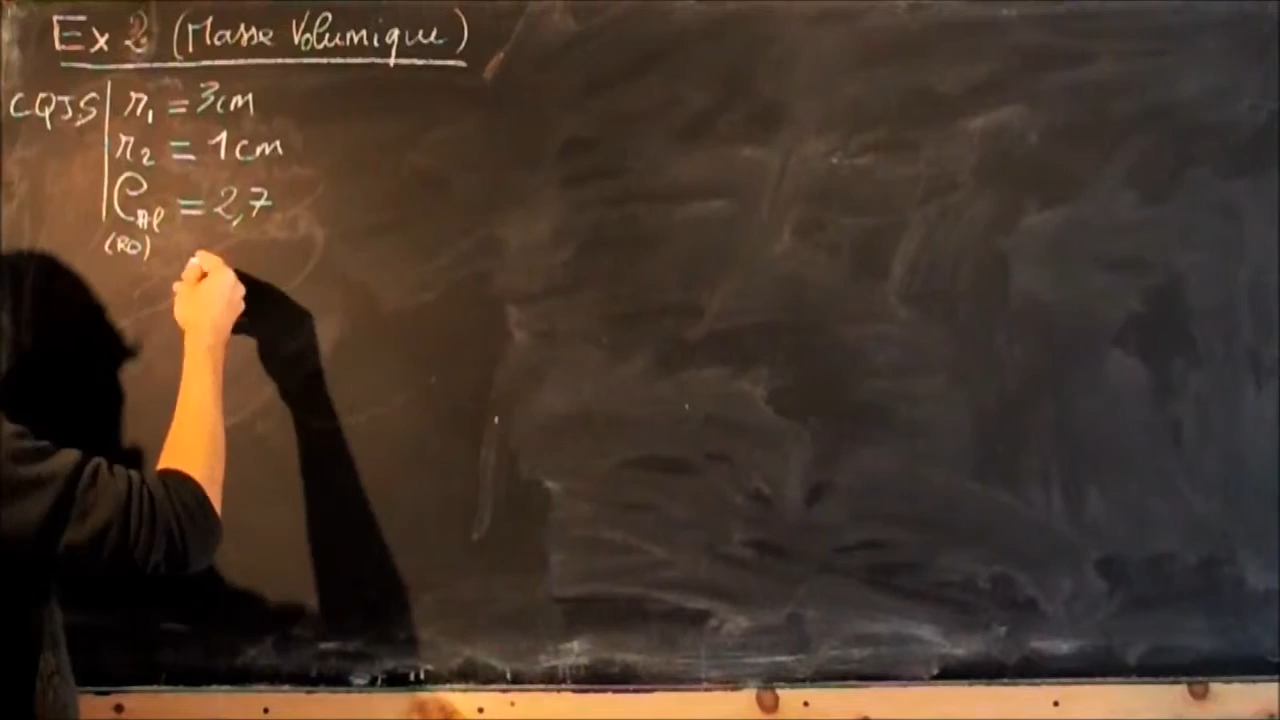 Ex 2 (Masse Volumique)
CQJS r₁ = 3cm
r₂ = 1cm
ρAl = 2,7
(RO)